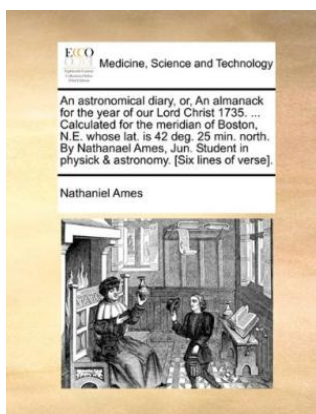 ECCO
Medicine, Science and Technology
An astronomical diary, or, An almanack
for the year of our Lord Christ 1735. ...
Calculated for the meridian of Boston,
N.E. whose lat. is 42 deg. 25 min. north.
By Nathanael Ames, Jun. Student in
physick & astronomy. [Six lines of verse].
Nathaniel Ames